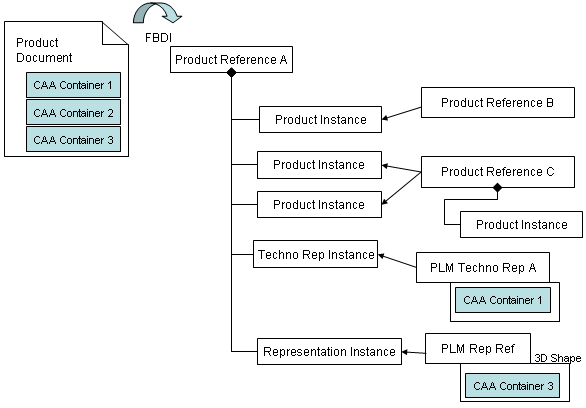 Product
Document
CAA Container 1
CAA Container 2
CAA Container 3
FBDI
Product Reference A
Product Instance
Product Reference B
Product Instance
Product Reference C
Product Instance
Product Instance
Techno Rep Instance
PLM Techno Rep A
CAA Container 1
Representation Instance
PLM Rep Ref
3D Shape
CAA Container 3